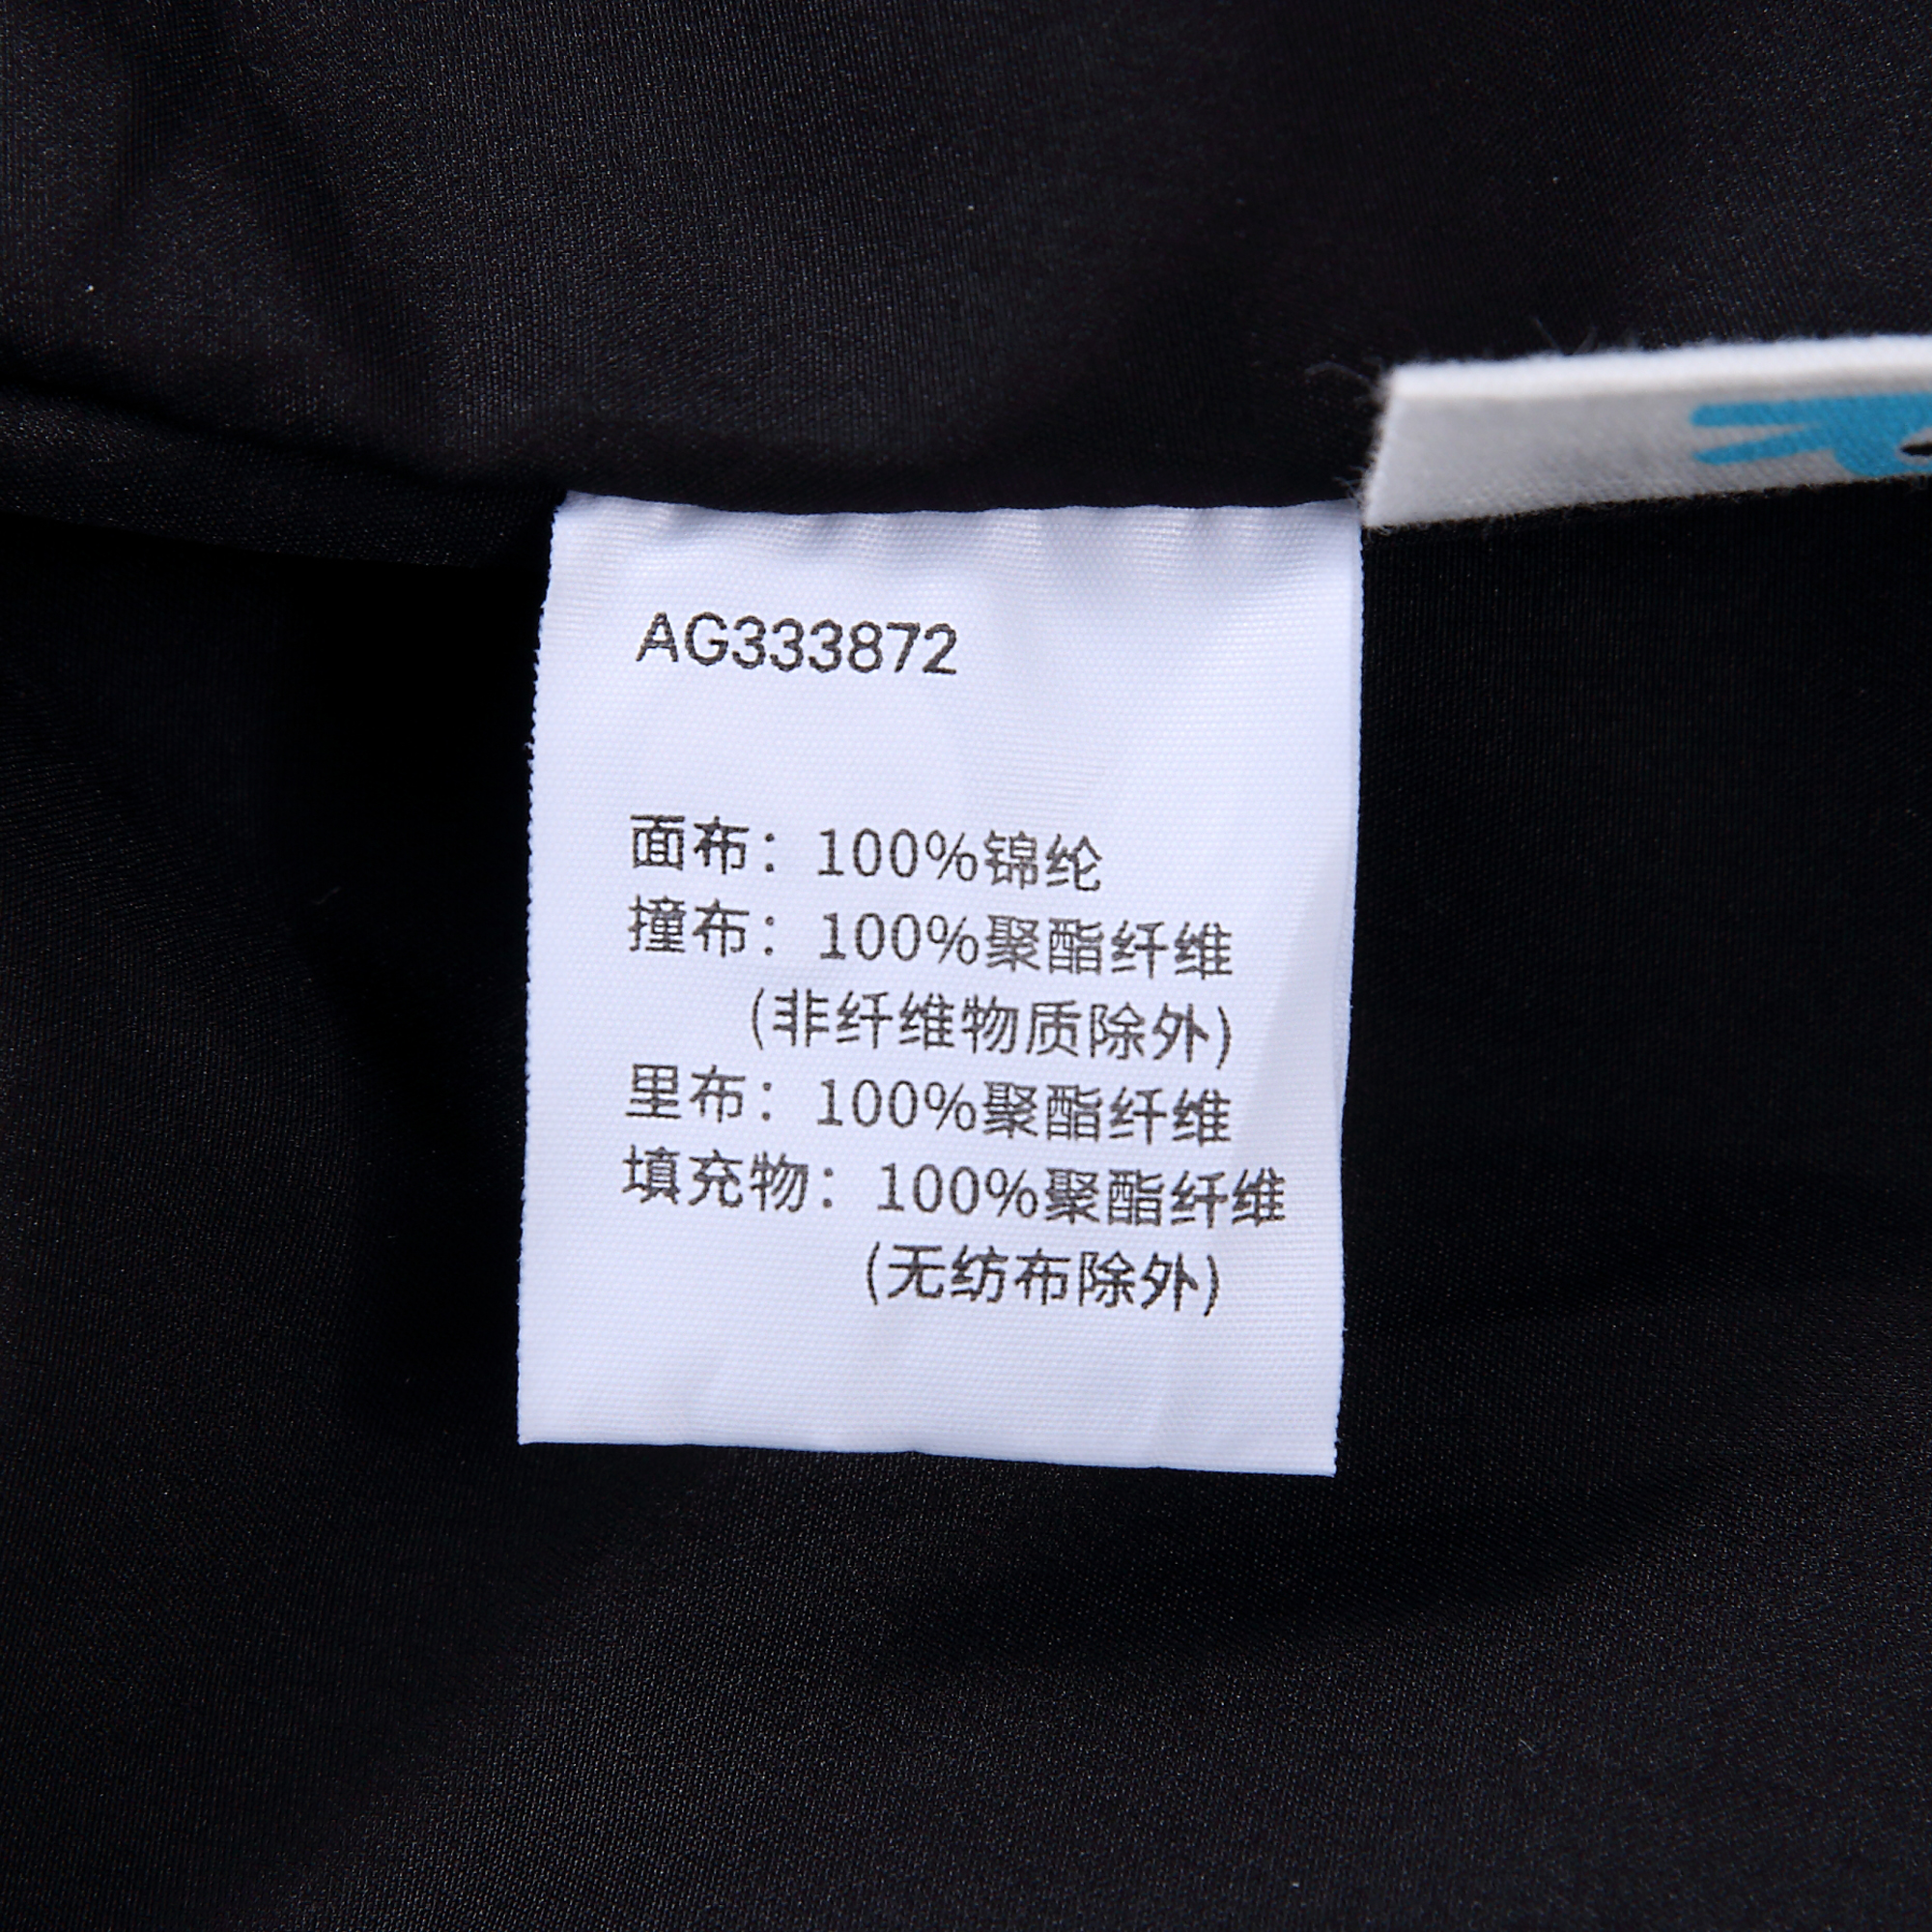 AG333872
面布：100%锦纶
撞布：100%聚酯纤维
(非纤维物质除外)
里布：100%聚酯纤维
填充物：100%聚酯纤维
(无纺布除外)